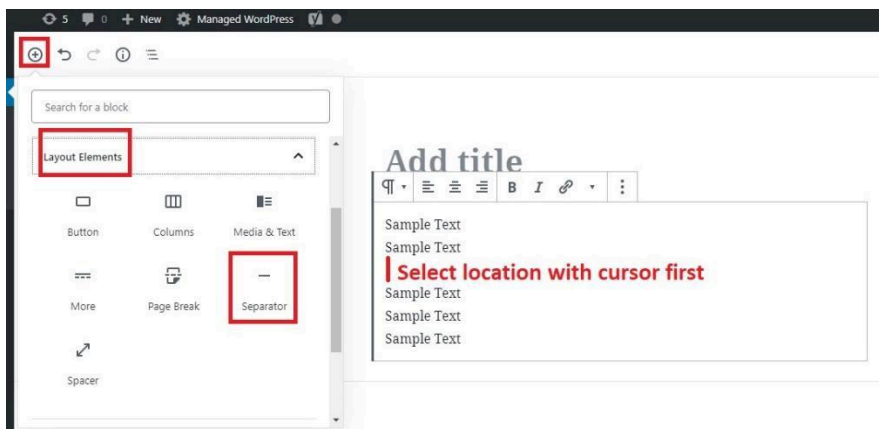 5 0 + New Managed WordPress
Search for a block
Layout Elements
Button Columns Media & Text
More Page Break Separator
Spacer
Add title
B I
Sample Text
Sample Text
Select location with cursor first
Sample Text
Sample Text
Sample Text